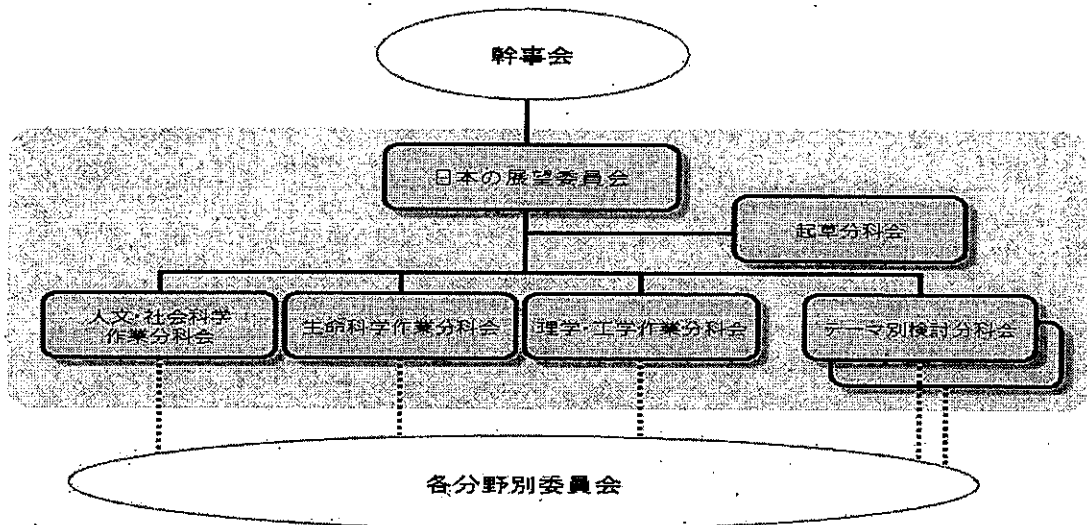 幹事会
日本の展望委員会
起草分科会
人文・社会科学
作業分科会
生命科学作業分科会
理学・工学作業分科会
テーマ別検討分科会
各分野別委員会